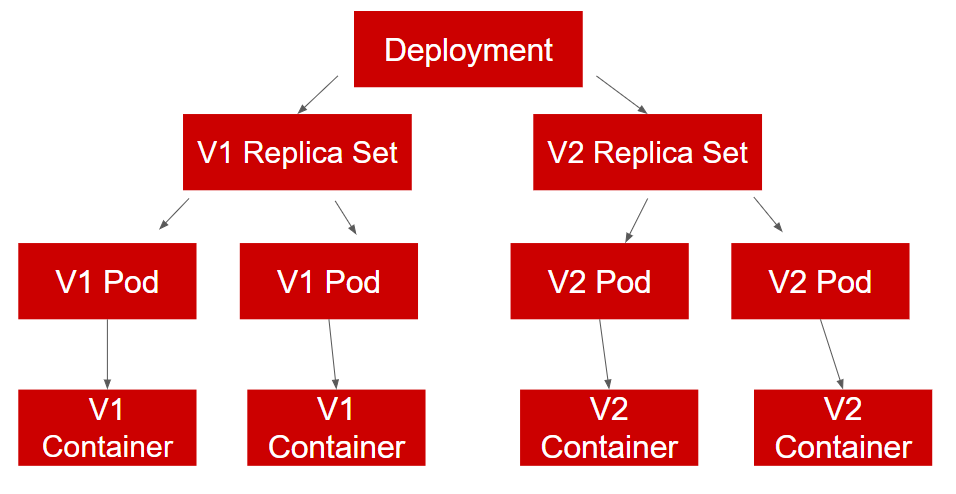 Deployment
V1 Replica Set
V2 Replica Set
V1 Pod
V1 Pod
V2 Pod
V2 Pod
V1
Container
V1
Container
V2
Container
V2
Container